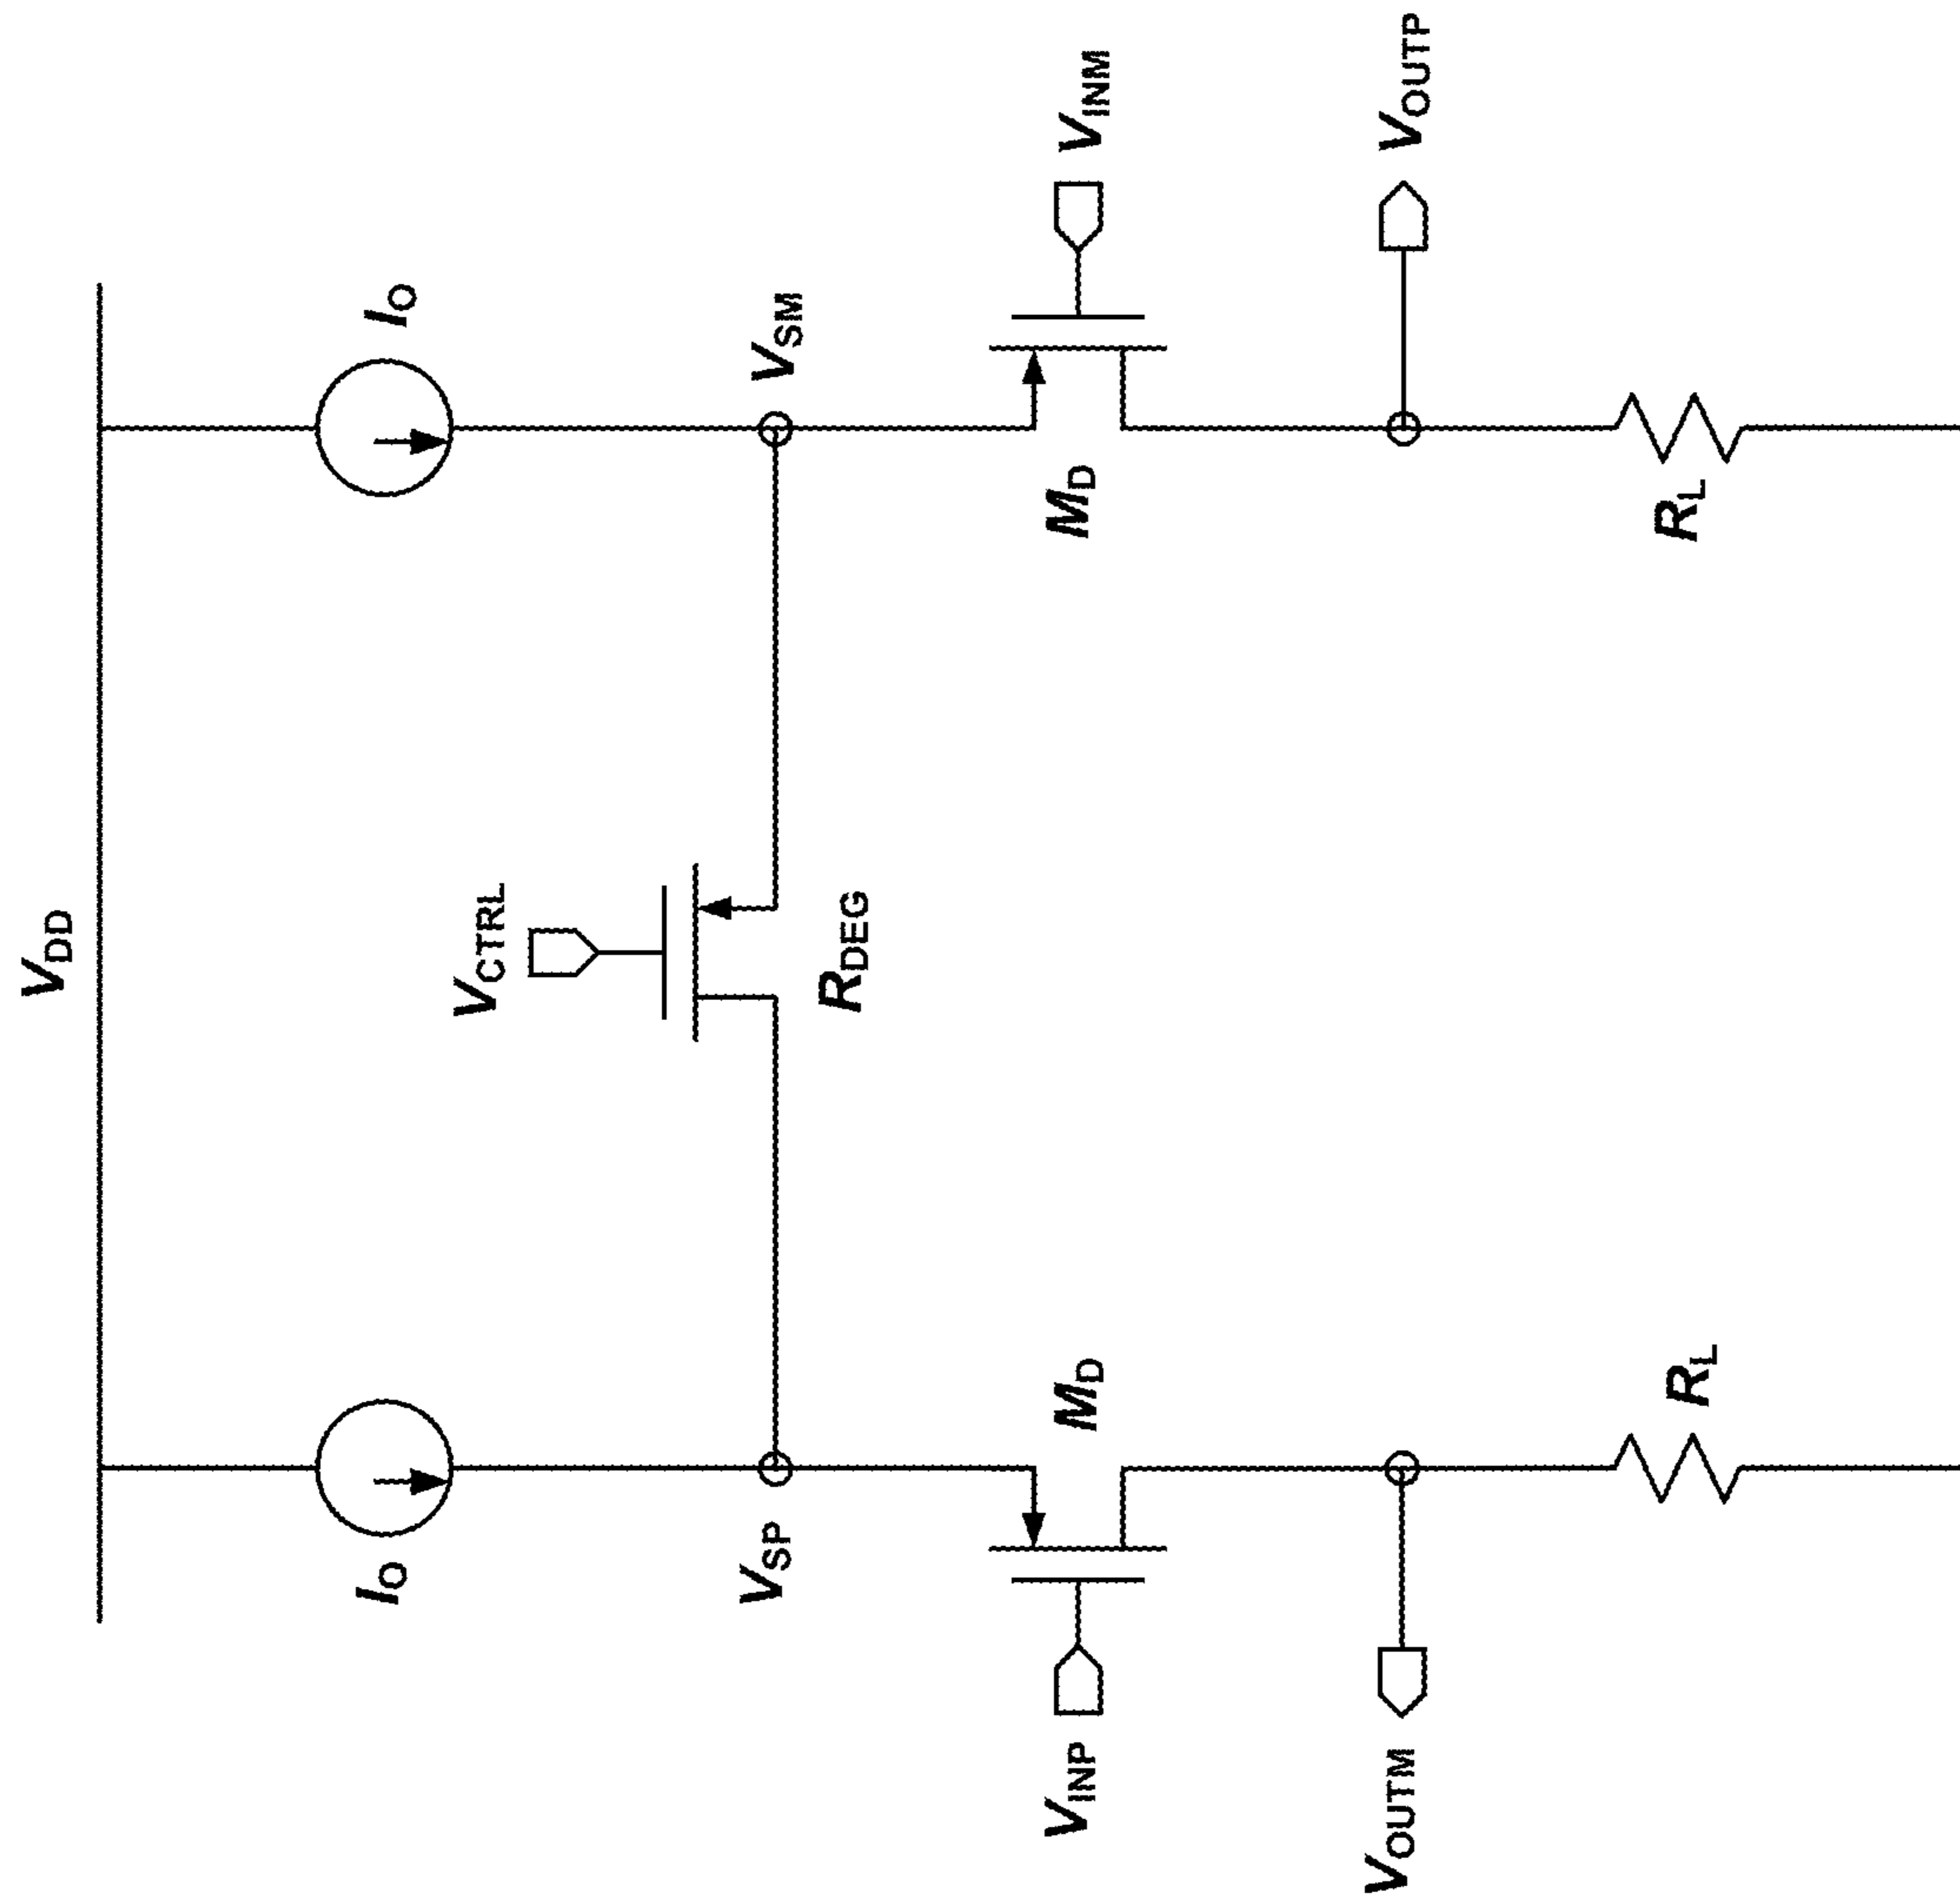 VDD
IO
IO
VCTRL
VSP
VSM
RDEG
VINP
MD
MD
VINM
VOUTM
VOUTP
RL
RL